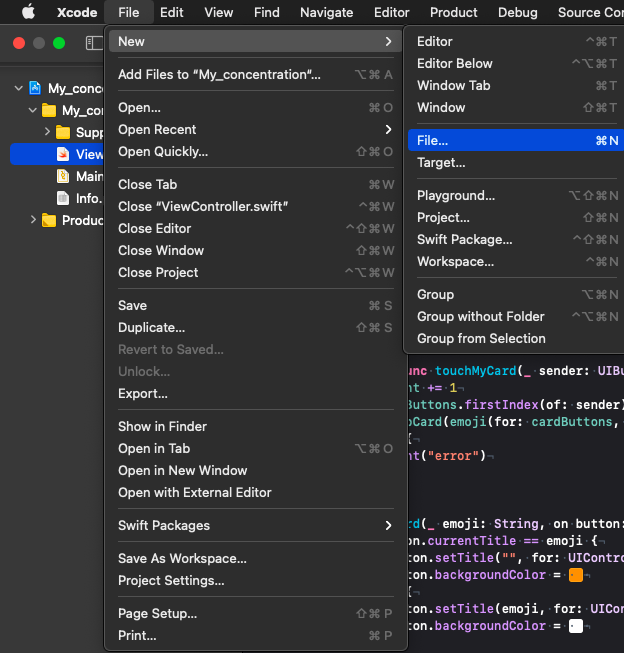 Xcode File Edit View Find Navigate Editor Product Debug Source Con
New
Add Files to “My_concentration”... ⌥⌘A
Open... ⌘O
Open Recent
Open Quickly... ⇧⌘O
Close Tab ⌘W
Close “ViewController.swift” ^⌘W
Close Editor ^⇧⌘W
Close Window ⇧⌘W
Close Project ^⌥⌘W
Save ⌘S
Duplicate... ⇧⌘S
Revert to Saved...
Unlock...
Export...
Show in Finder
Open in Tab ⌥⌘O
Open in New Window
Open with External Editor
Swift Packages
Save As Workspace...
Project Settings...
Page Setup... ⇧⌘P
Print... ⌘P
Editor ^⌘T
Editor Below ^⌥⌘T
Window Tab ⌘T
Window ⇧⌘T
File... ⌘N
Target...
Playground... ⌥⇧⌘N
Project... ⇧⌘N
Swift Package... ^⇧⌘N
Workspace... ^⌘N
Group ⌥⌘N
Group without Folder ^⌥⌘N
Group from Selection
My_conc
My_co
Supp
View
Main
Info.
Produc
unc touchMyCard(_ sender: UIBu
nt += 1¬
Buttons.firstIndex(of: sender)
pCard(emoji(for: cardButtons,
{
nt("error")¬
rd(_ emoji: String, on button:
on.currentTitle == emoji {¬
ton.setTitle("", for: UIContro
ton.backgroundColor = ¬
{
ton.setTitle(emoji, for: UICon
ton.backgroundColor = ¬